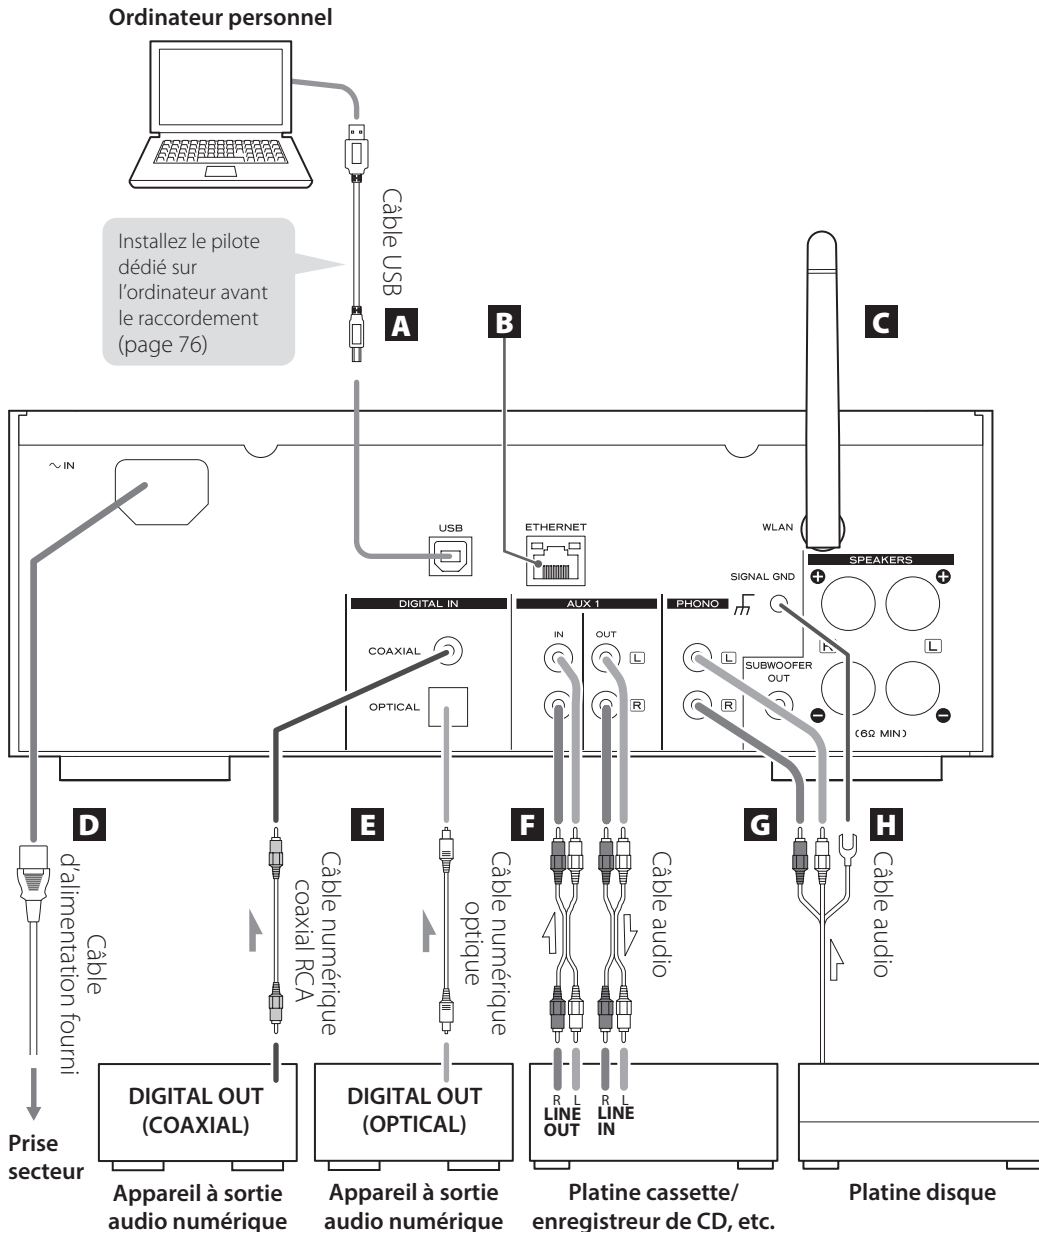 Ordinateur personnel
Installez le pilote
dédié sur
l'ordinateur avant
le raccordement
(page 76)
Câble USB
A
B
C
~ IN
USB
ETHERNET
WLAN
SPEAKERS
SIGNAL GND
DIGITAL IN
AUX 1
PHONO
COAXIAL
IN
OUT
L
L
R
L
SUBWOOFER
OUT
OPTICAL
R
R
(6Ω MIN)
D
E
F
G
H
Câble
d'alimentation fourni
Câble numérique
coaxial RCA
Câble numérique
optique
Câble audio
Câble audio
DIGITAL OUT
(COAXIAL)
DIGITAL OUT
(OPTICAL)
R L
LINE
OUT
R L
LINE
IN
Prise
secteur
Appareil à sortie
audio numérique
Appareil à sortie
audio numérique
Platine cassette/
enregistreur de CD, etc.
Platine disque